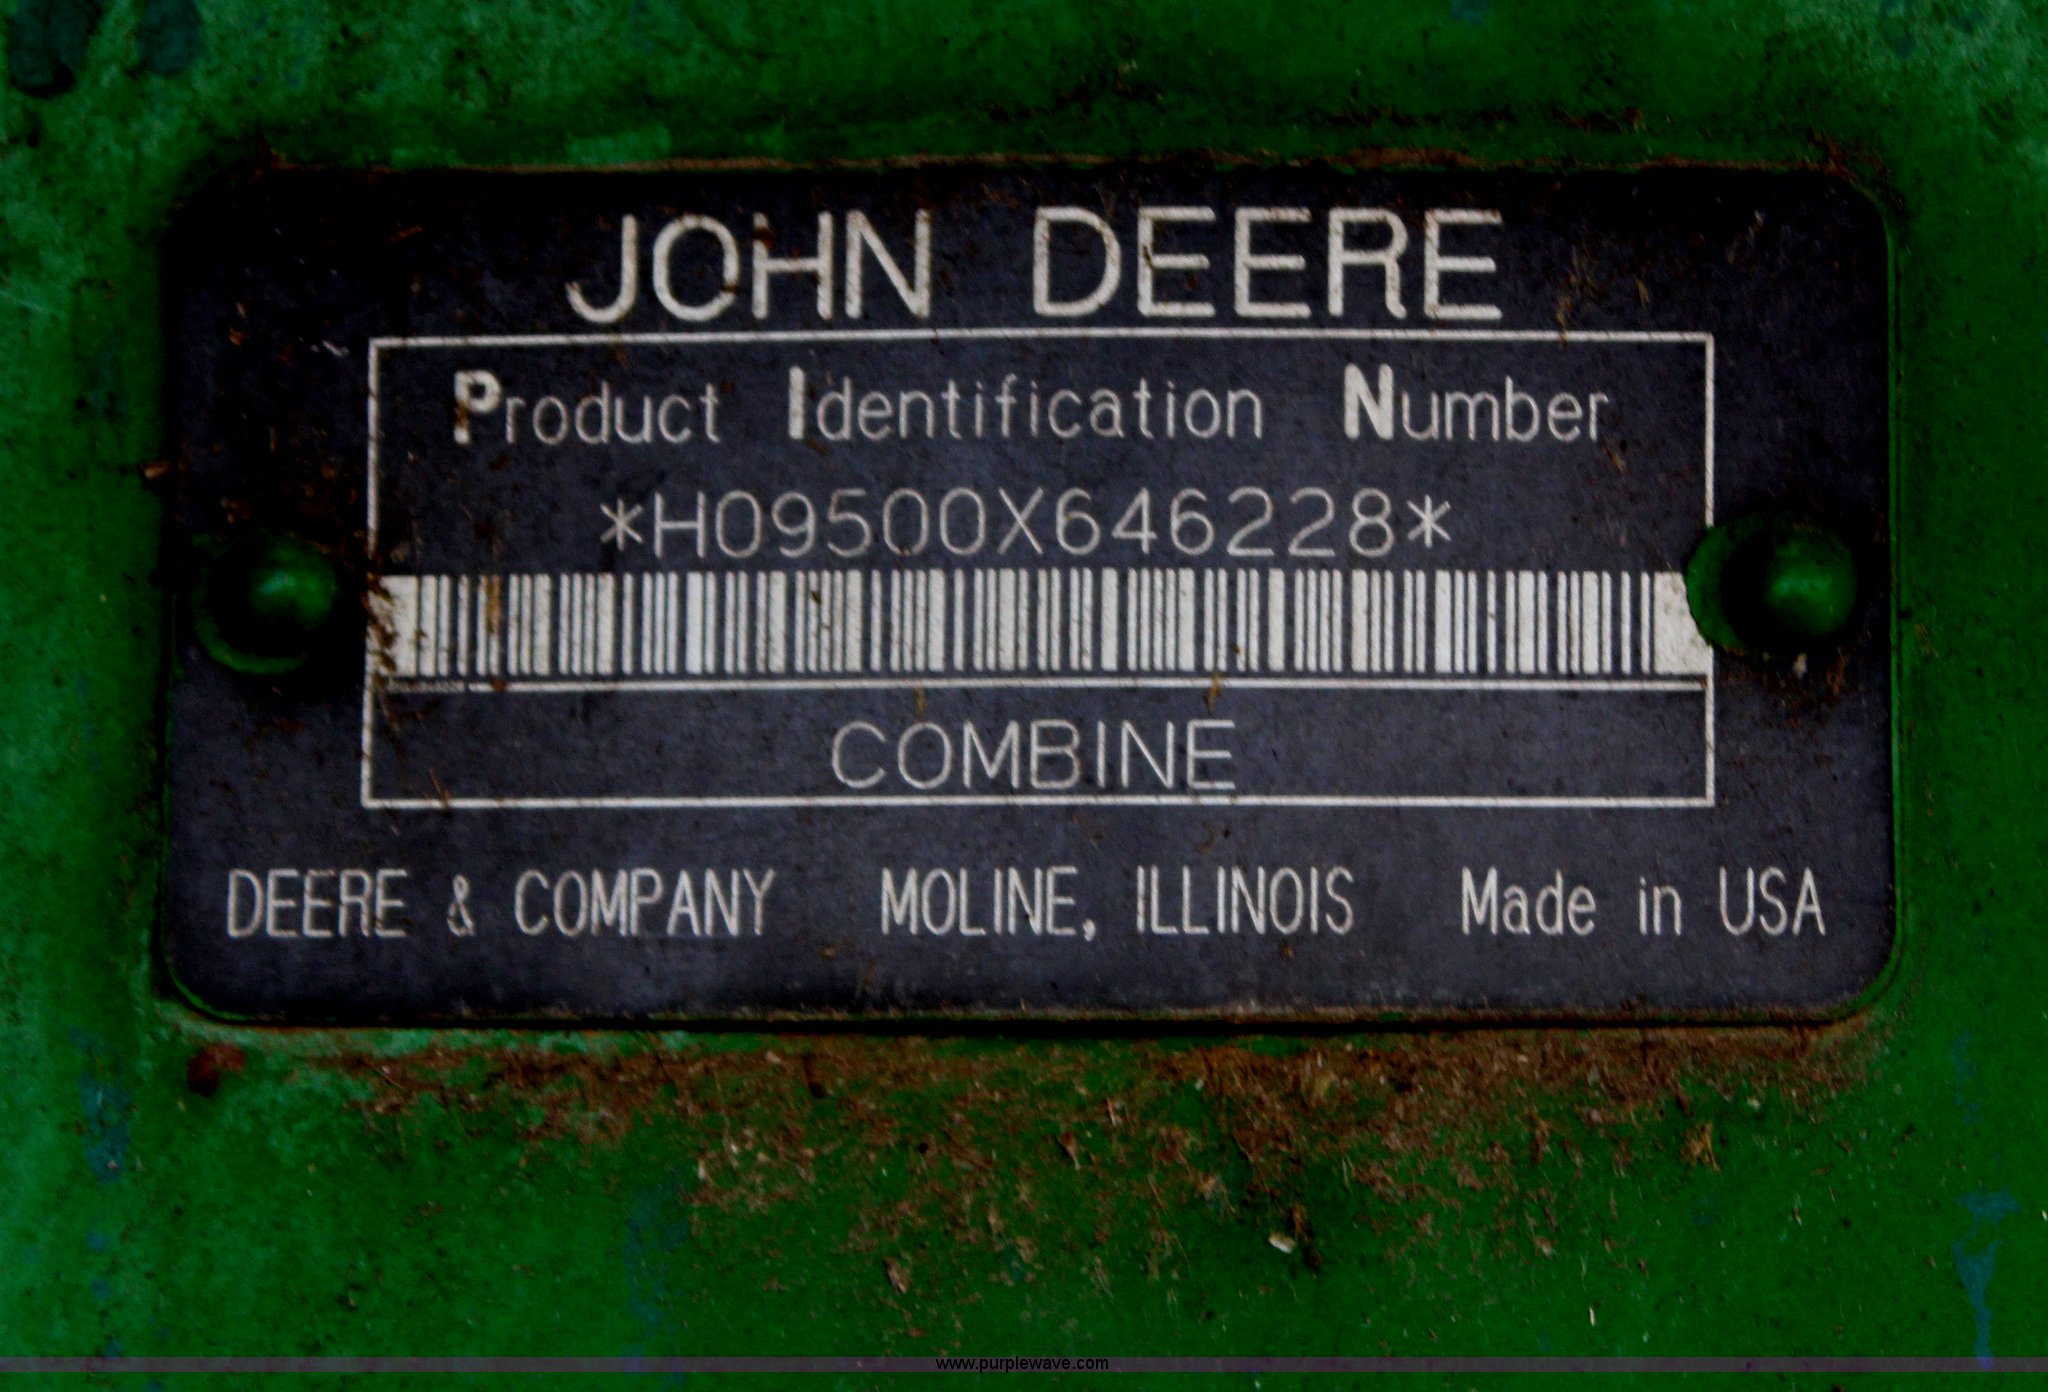 JOHN DEERE
Product Identification Number
*H09500X646228*
COMBINE
DEERE & COMPANY MOLINE, ILLINOIS Made in USA
www.purplewave.com